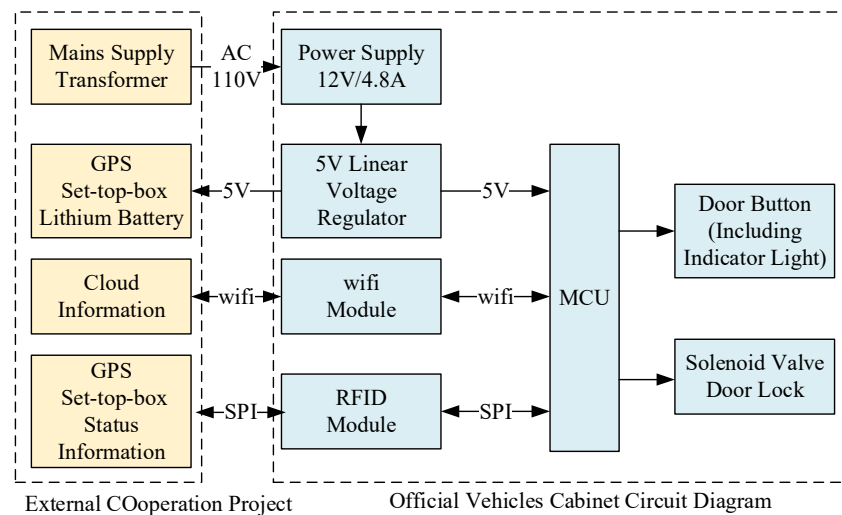 Mains Supply
Transformer
AC
110V
Power Supply
12V/4.8A
GPS
Set-top-box
Lithium Battery
5V
5V Linear
Voltage
Regulator
5V
Door Button
(Including
Indicator Light)
Cloud
Information
wifi
wifi
Module
wifi
MCU
GPS
Set-top-box
Status
Information
SPI
RFID
Module
SPI
Solenoid Valve
Door Lock
External COoperation Project
Official Vehicles Cabinet Circuit Diagram